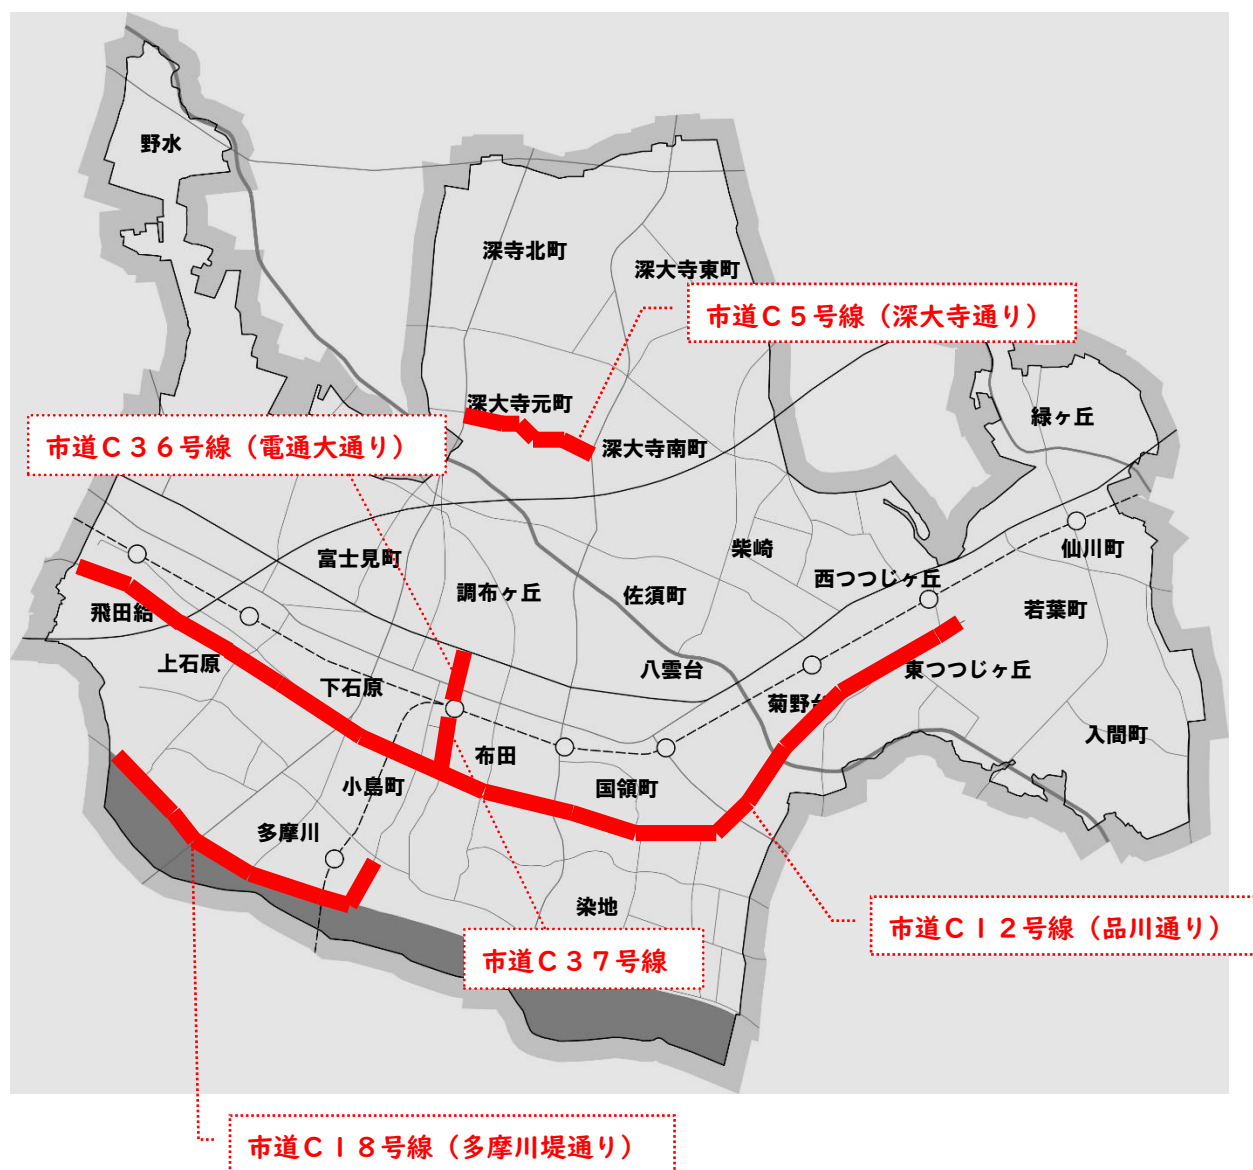 野水
深寺北町
深大寺東町
市道C5号線(深大寺通り)
緑ヶ丘
深大寺元町
市道C36号線(電通大通り)
深大寺南町
柴崎
仙川町
富士見町
西つつじヶ丘
調布ヶ丘
佐須町
飛田給
若葉町
上石原
八雲台
東つつじヶ丘
下石原
菊野台
入間町
布田
小島町
国領町
多摩川
染地
市道C12号線(品川通り)
市道C37号線
市道C18号線(多摩川堤通り)